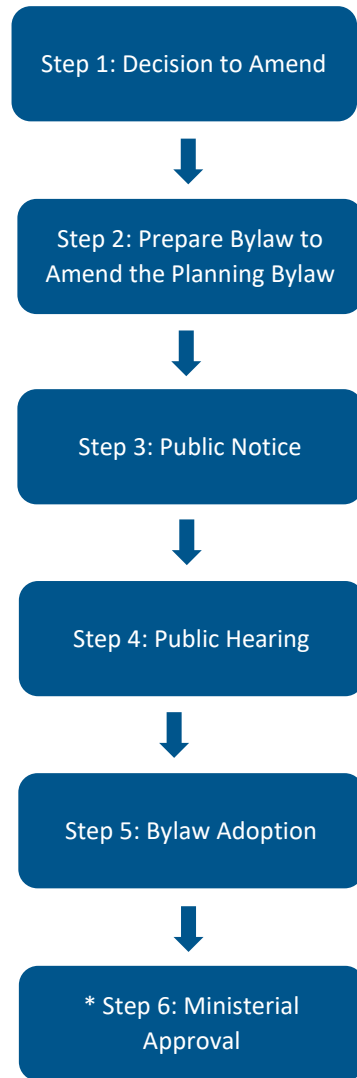 Step 1: Decision to Amend
Step 2: Prepare Bylaw to
Amend the Planning Bylaw
Step 3: Public Notice
Step 4: Public Hearing
Step 5: Bylaw Adoption
* Step 6: Ministerial
Approval